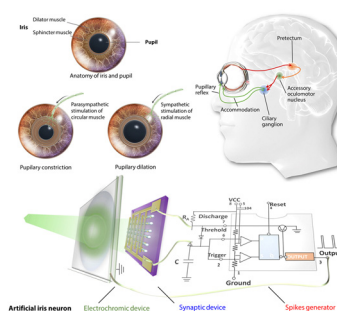 Iris
Dilator muscle
Sphincter muscle
Pupil
Anatomy of iris and pupil
Parasympathetic
stimulation of
circular muscle
Sympathetic
stimulation of
radial muscle
Pupillary constriction
Pupillary dilation
Pretectum
Pupillary
reflex
Accommodation
Accessory
oculomotor
nucleus
Ciliary
ganglion
VCC
Reset
Discharge
Threhold
Trigger
C
OUTPUT
Output
Ground
Artificial iris neuron
Electrochromic device
Synaptic device
Spikes generator